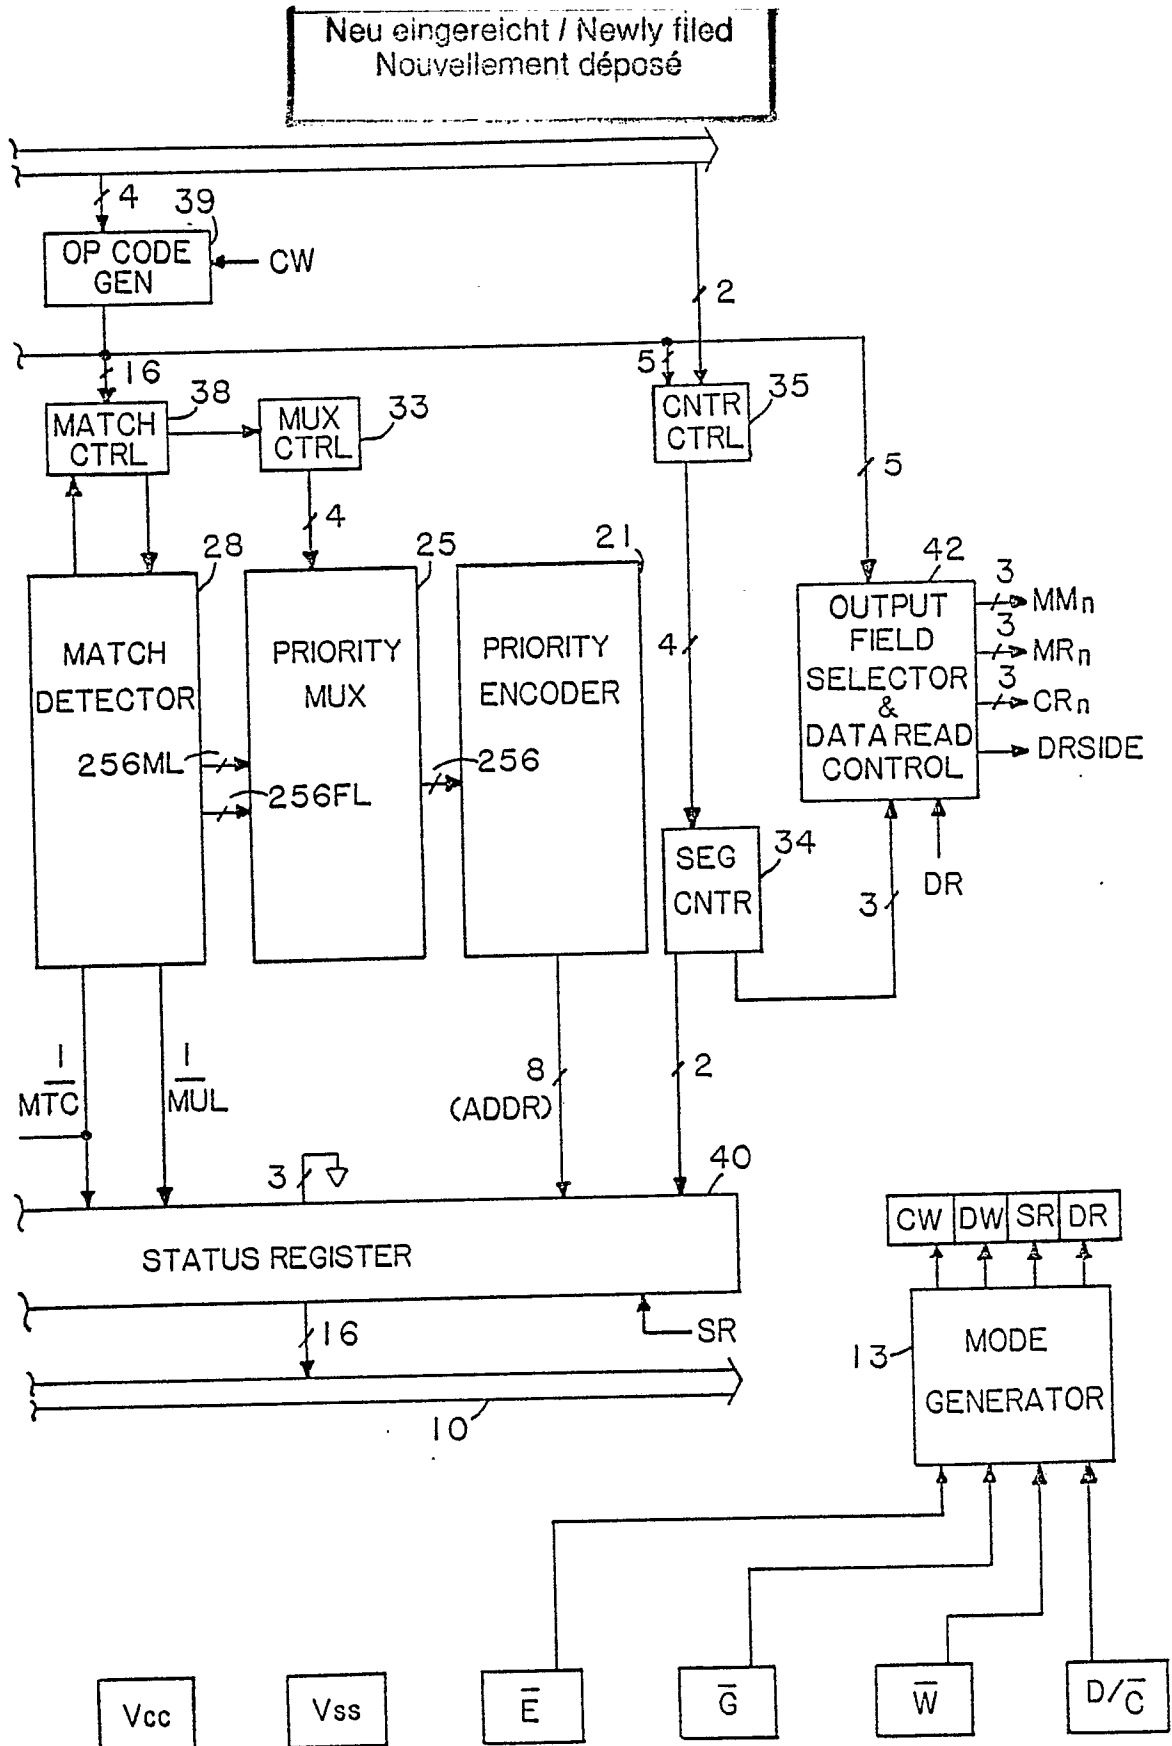 Neu eingereicht / Newly filed
Nouvellement déposé
4
39
OP CODE
GEN
CW
2
16
5
38
33
35
MATCH
CTRL
MUX
CTRL
CNTR
CTRL
5
4
28
25
21
42
MATCH
DETECTOR
PRIORITY
MUX
PRIORITY
ENCODER
4
OUTPUT
FIELD
SELECTOR
&
DATA READ
CONTROL
3
MMn
3
MRn
3
CRn
DRSIDE
256ML
256FL
256
SEG
CNTR
34
3
DR
1
M̅T̅C̅
1
M̅U̅L̅
8
(ADDR)
2
3
40
STATUS REGISTER
16
SR
10
CW DW SR DR
13
MODE
GENERATOR
Vcc
Vss
E̅
G̅
W̅
D/C̅